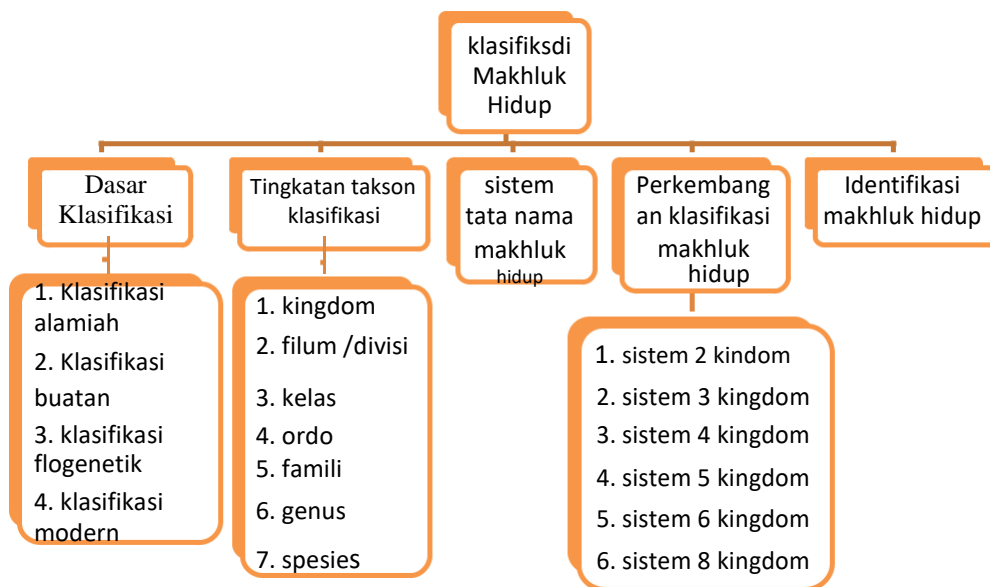 klasifiksdi
Makhluk
Hidup
Dasar
Klasifikasi
1. Klasifikasi
alamiah
2. Klasifikasi
buatan
3. klasifikasi
flogenetik
4. klasifikasi
modern
Tingkatan takson
klasifikasi
1. kingdom
2. filum /divisi
3. kelas
4. ordo
5. famili
6. genus
7. spesies
sistem
tata nama
makhluk
hidup
Perkembang
an klasifikasi
makhluk
hidup
1. sistem 2 kindom
2. sistem 3 kingdom
3. sistem 4 kingdom
4. sistem 5 kingdom
5. sistem 6 kingdom
6. sistem 8 kingdom
Identifikasi
makhluk hidup